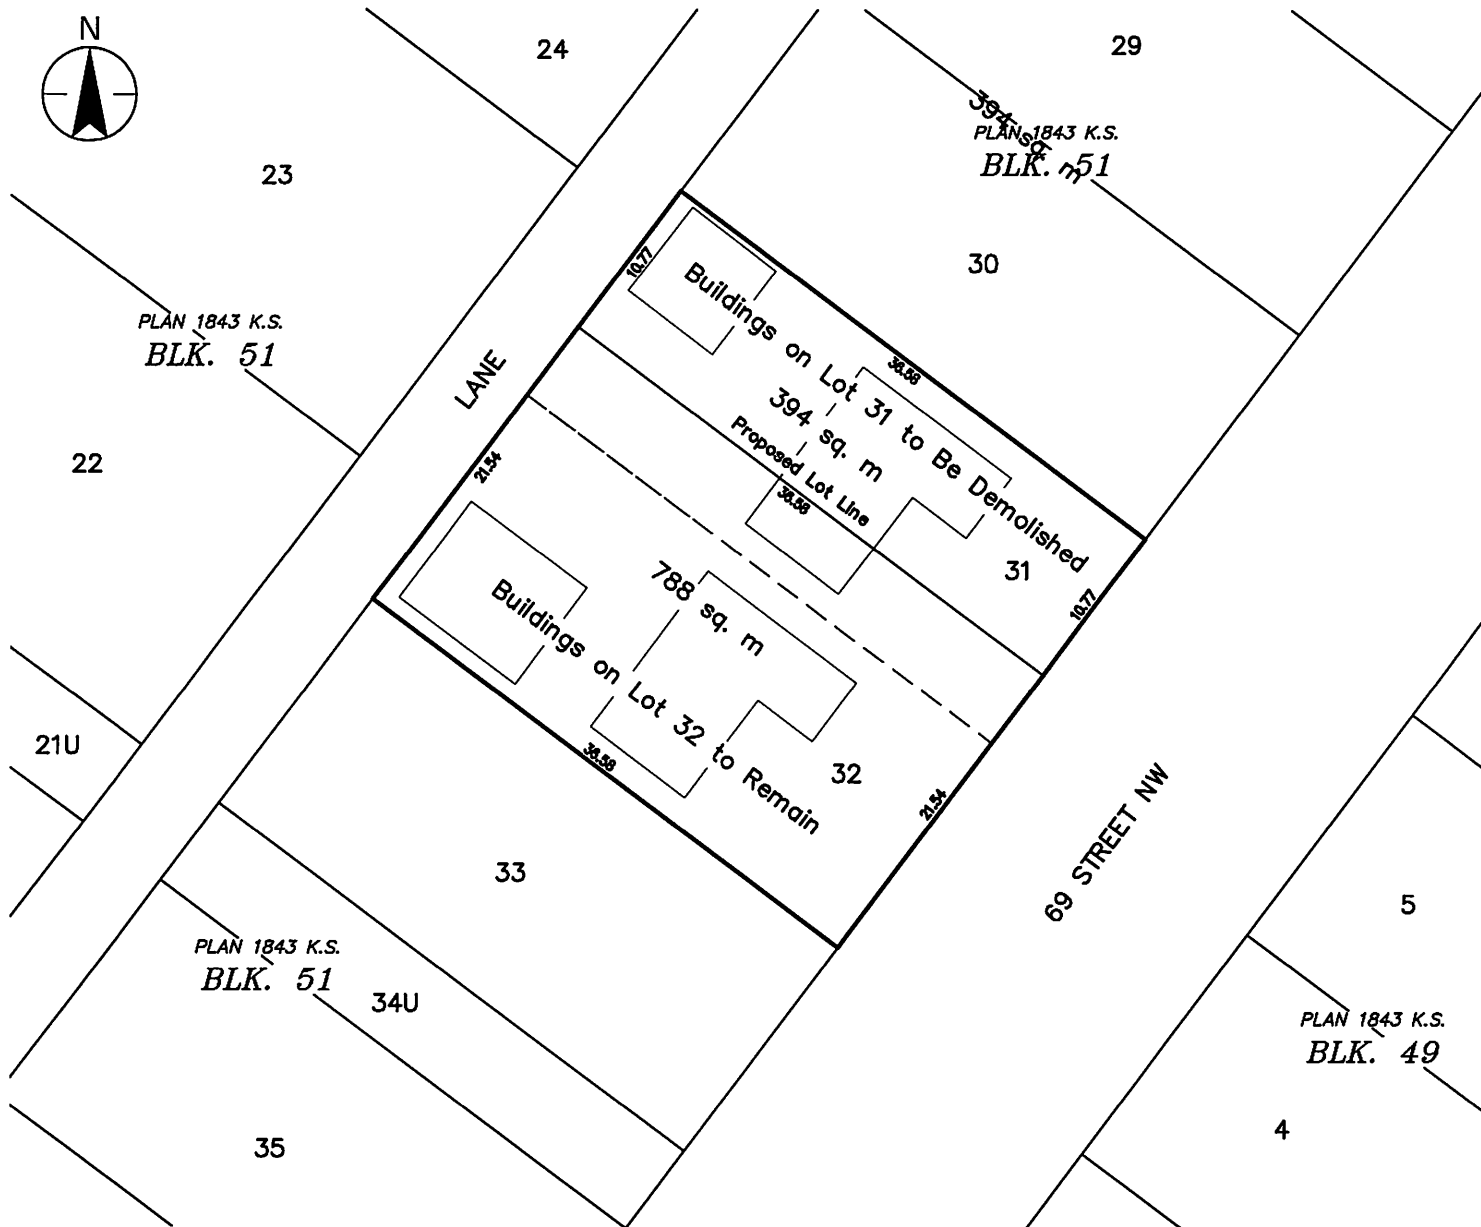 N
24
29
394 sq. m
PLAN 1843 K.S.
BLK. 51
23
30
10.77
Buildings on Lot 31 to Be Demolished
36.58
PLAN 1843 K.S.
BLK. 51
LANE
394 sq. m
Proposed Lot Line
36.58
22
21.54
31
10.77
788 sq. m
Buildings on Lot 32 to Remain
21U
36.58
32
21.54
69 STREET NW
33
5
PLAN 1843 K.S.
BLK. 51
34U
PLAN 1843 K.S.
BLK. 49
4
35